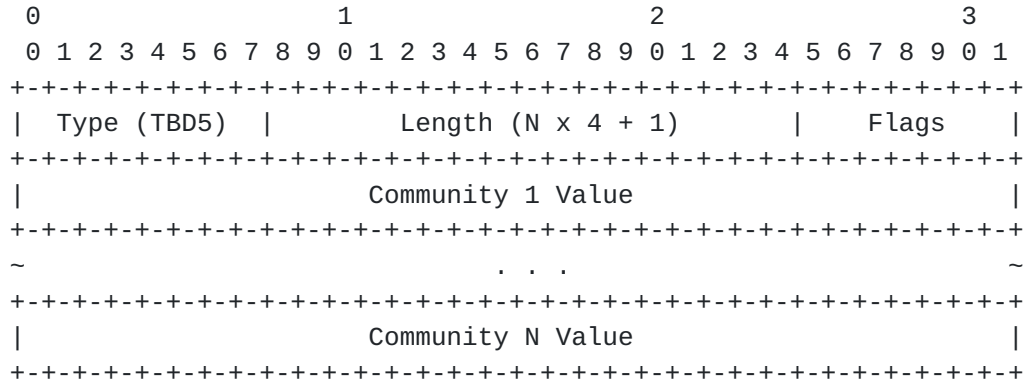 0                   1                   2                   3
 0 1 2 3 4 5 6 7 8 9 0 1 2 3 4 5 6 7 8 9 0 1 2 3 4 5 6 7 8 9 0 1
+-+-+-+-+-+-+-+-+-+-+-+-+-+-+-+-+-+-+-+-+-+-+-+-+-+-+-+-+-+-+-+-+
|  Type (TBD5)  |        Length (N x 4 + 1)       |    Flags    |
+-+-+-+-+-+-+-+-+-+-+-+-+-+-+-+-+-+-+-+-+-+-+-+-+-+-+-+-+-+-+-+-+
|                      Community 1 Value                        |
+-+-+-+-+-+-+-+-+-+-+-+-+-+-+-+-+-+-+-+-+-+-+-+-+-+-+-+-+-+-+-+-+
~                              . . .                            ~
+-+-+-+-+-+-+-+-+-+-+-+-+-+-+-+-+-+-+-+-+-+-+-+-+-+-+-+-+-+-+-+-+
|                      Community N Value                        |
+-+-+-+-+-+-+-+-+-+-+-+-+-+-+-+-+-+-+-+-+-+-+-+-+-+-+-+-+-+-+-+-+